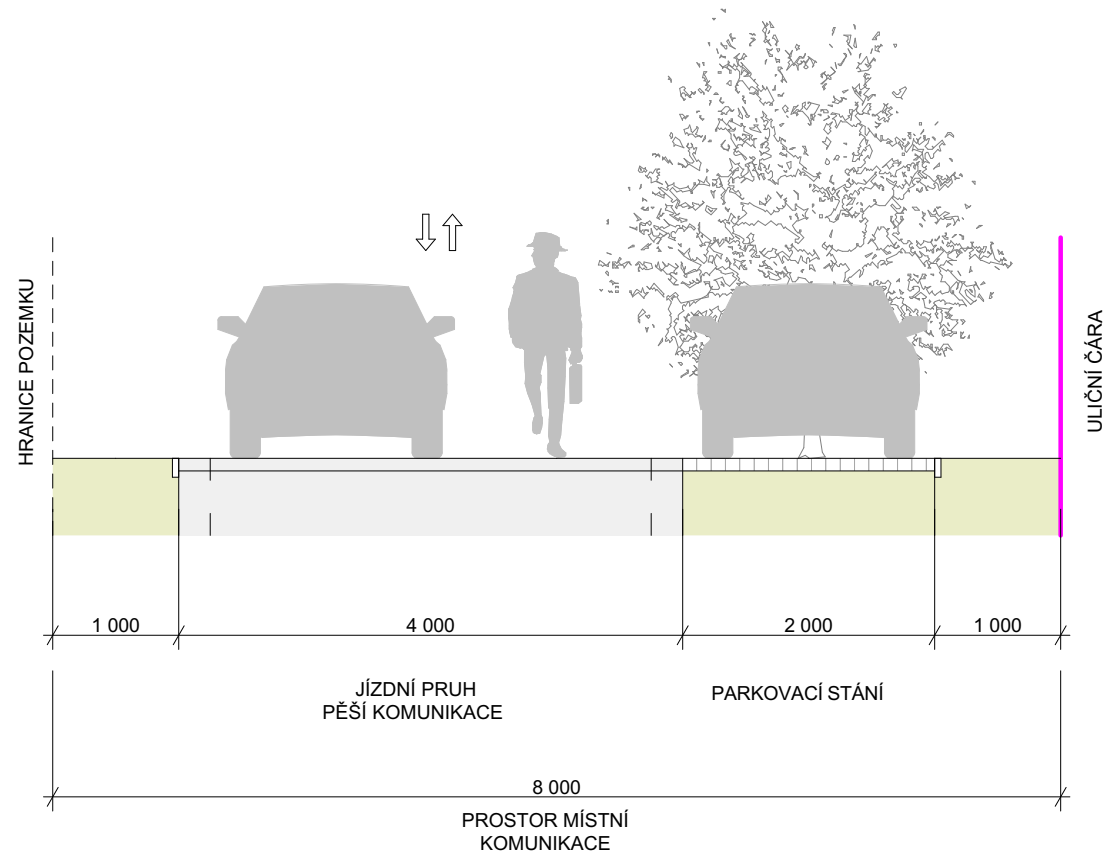 HRANICE POZEMKU
ULIČNÍ ČÁRA
1 000
4 000
2 000
1 000
JÍZDNÍ PRUH
PĚŠÍ KOMUNIKACE
PARKOVACÍ STÁNÍ
8 000
PROSTOR MÍSTNÍ
KOMUNIKACE